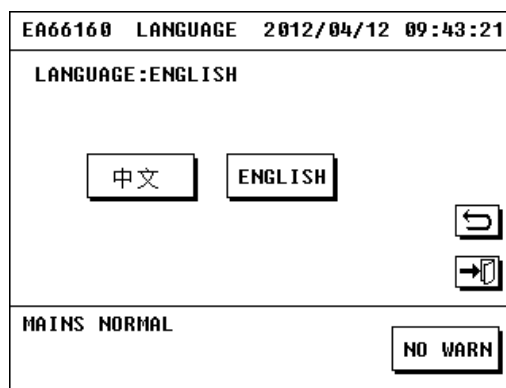 EA66160 LANGUAGE 2012/04/12 09:43:21
LANGUAGE:ENGLISH
中文 ENGLISH
MAINS NORMAL
NO WARN